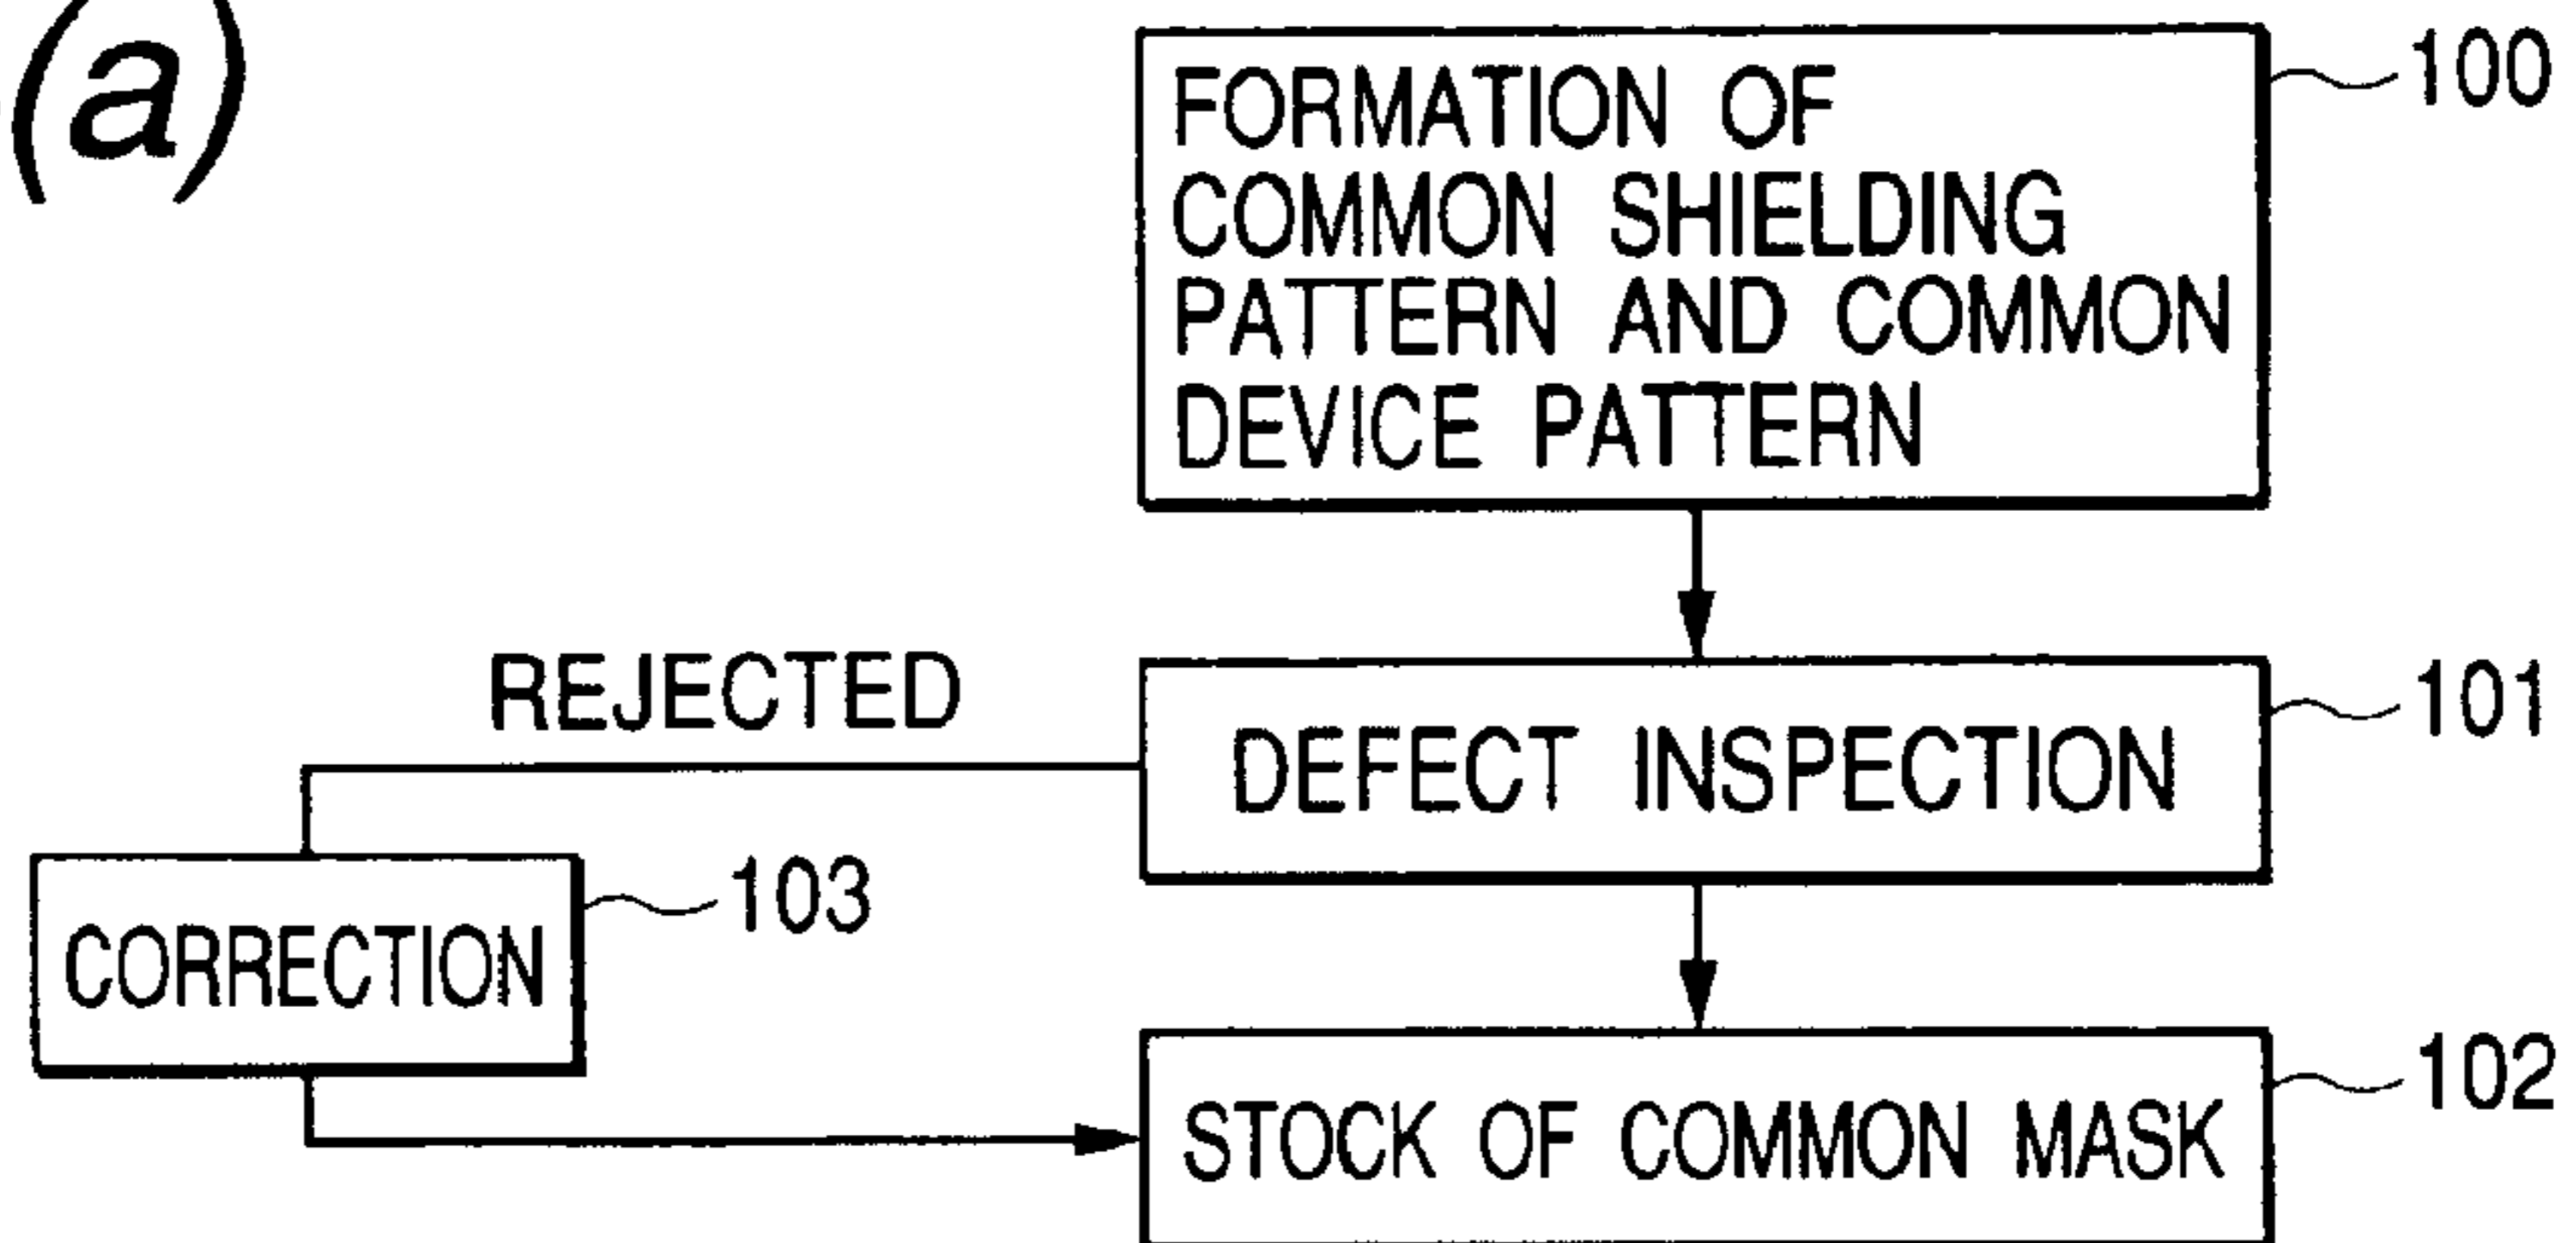 (a)
FORMATION OF
COMMON SHIELDING
PATTERN AND COMMON
DEVICE PATTERN
100
REJECTED
DEFECT INSPECTION
101
CORRECTION
103
STOCK OF COMMON MASK
102